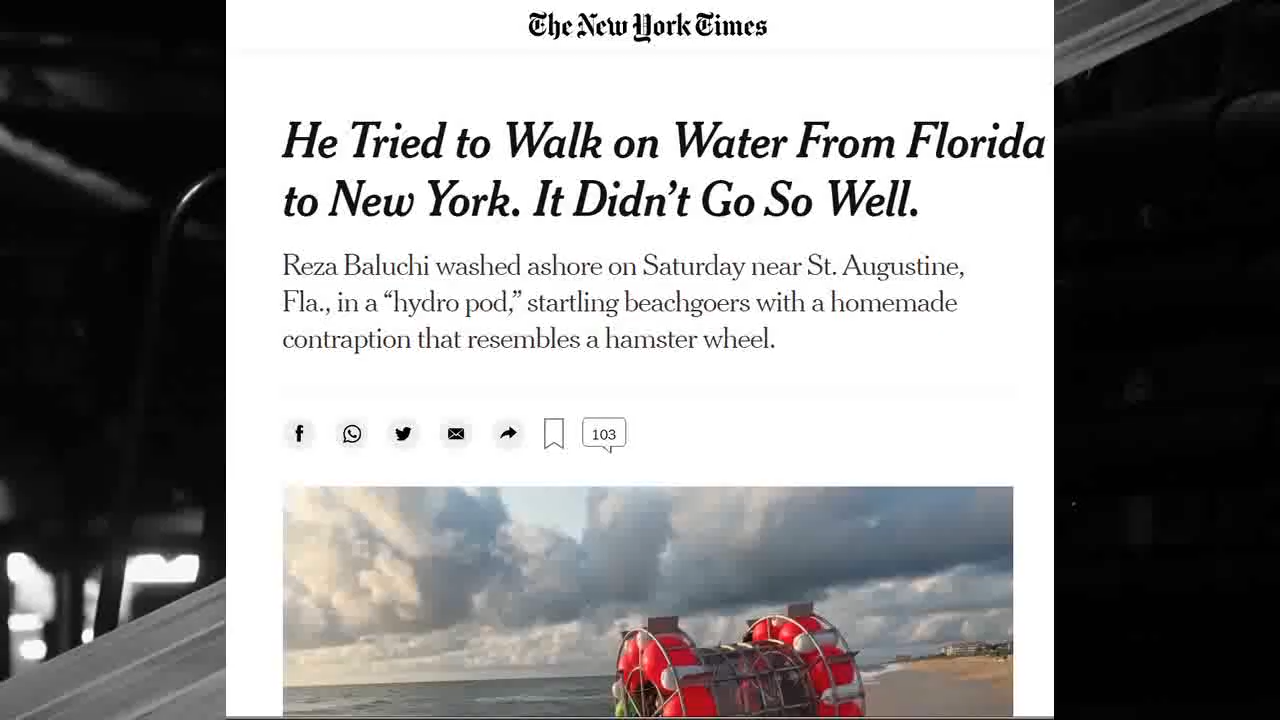 The New York Times
He Tried to Walk on Water From Florida
to New York. It Didn't Go So Well.
Reza Baluchi washed ashore on Saturday near St. Augustine,
Fla., in a “hydro pod,” startling beachgoers with a homemade
contraption that resembles a hamster wheel.
103